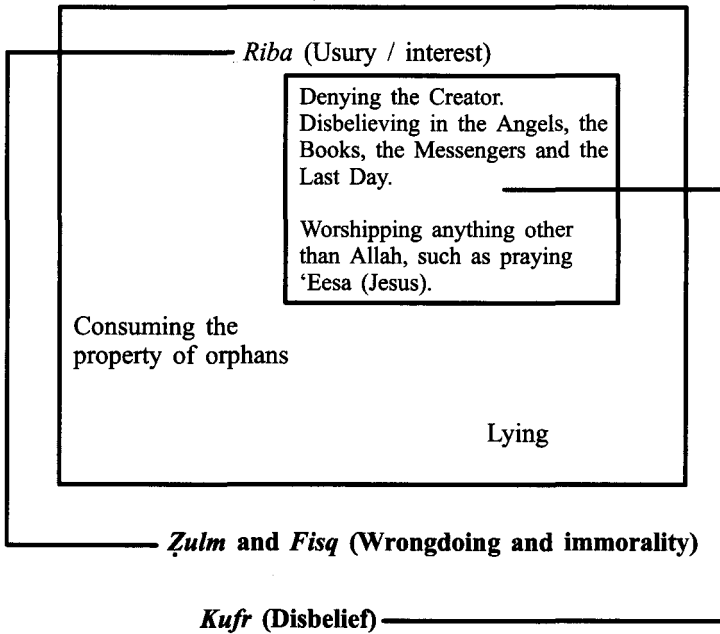 Riba (Usury / interest)
Denying the Creator.
Disbelieving in the Angels, the
Books, the Messengers and the
Last Day.
Worshipping anything other
than Allah, such as praying
‘Eesa (Jesus).
Consuming the
property of orphans
Lying
Ẓulm and Fisq (Wrongdoing and immorality)
Kufr (Disbelief)